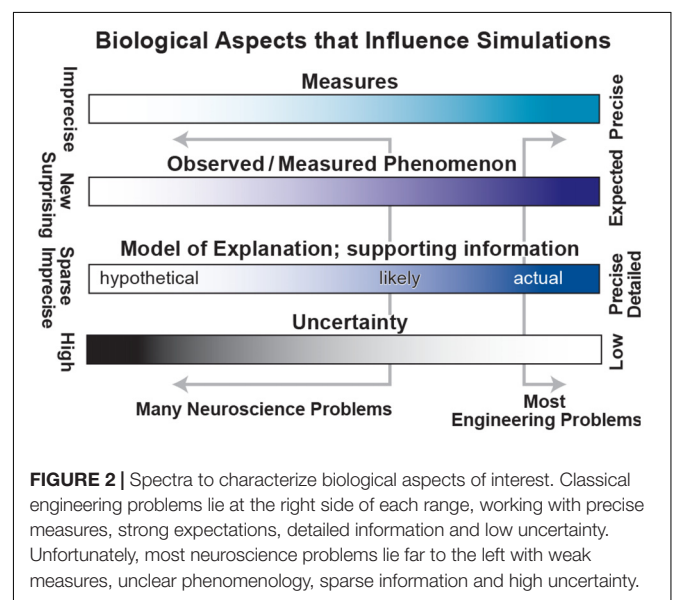 Biological Aspects that Influence Simulations
Measures
Imprecise
Precise
Observed / Measured Phenomenon
New
Surprising
Expected
Model of Explanation; supporting information
Sparse
Imprecise
hypothetical
likely
actual
Precise
Detailed
Uncertainty
High
Low
Many Neuroscience Problems
Most
Engineering Problems
FIGURE 2 | Spectra to characterize biological aspects of interest. Classical
engineering problems lie at the right side of each range, working with precise
measures, strong expectations, detailed information and low uncertainty.
Unfortunately, most neuroscience problems lie far to the left with weak
measures, unclear phenomenology, sparse information and high uncertainty.